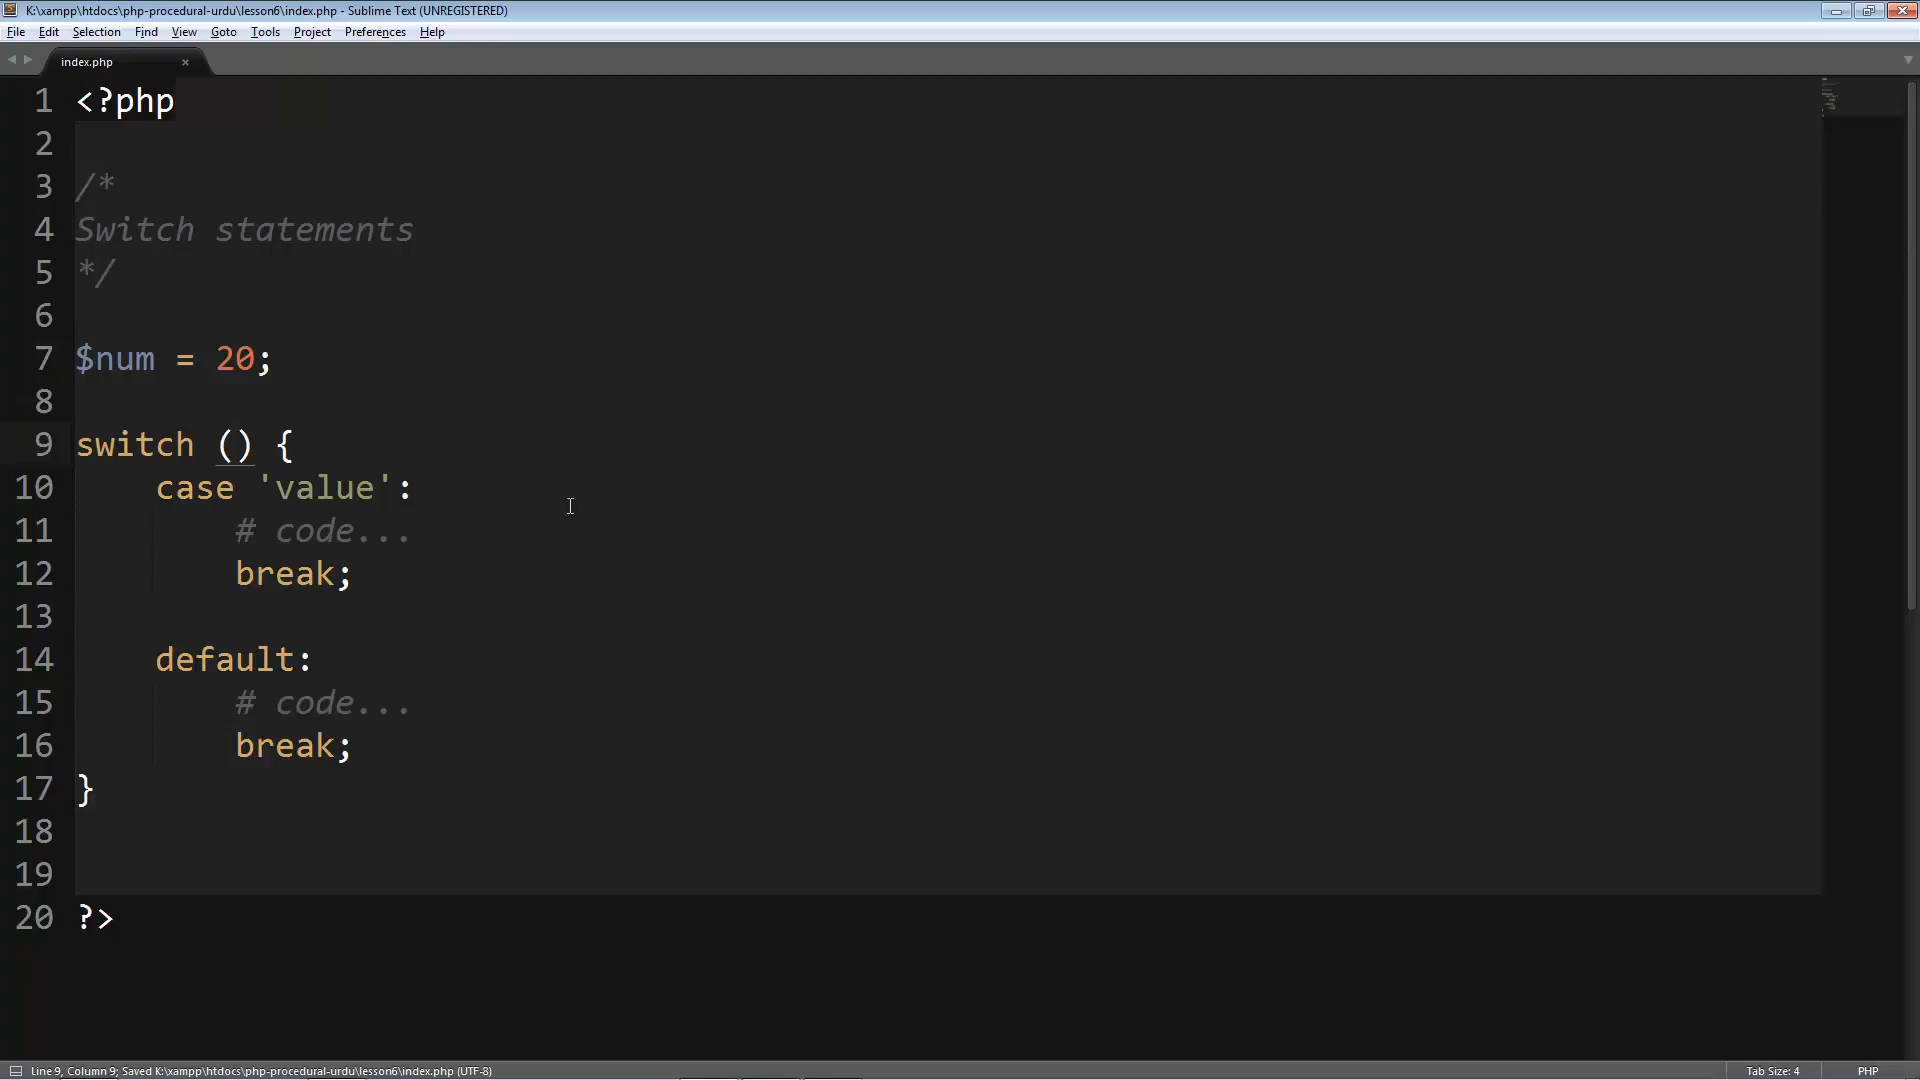 K:\xampp\htdocs\php-procedural-urdu\lesson6\index.php - Sublime Text (UNREGISTERED)
File Edit Selection Find View Goto Tools Project Preferences Help
index.php ×
1 <?php
2
3 /*
4 Switch statements
5 */
6
7 $num = 20;
8
9 switch () {
10 case 'value':
11 # code...
12 break;
13
14 default:
15 # code...
16 break;
17 }
18
19
20 ?>
Line 9, Column 9; Saved K:\xampp\htdocs\php-procedural-urdu\lesson6\index.php (UTF-8) Tab Size: 4 PHP